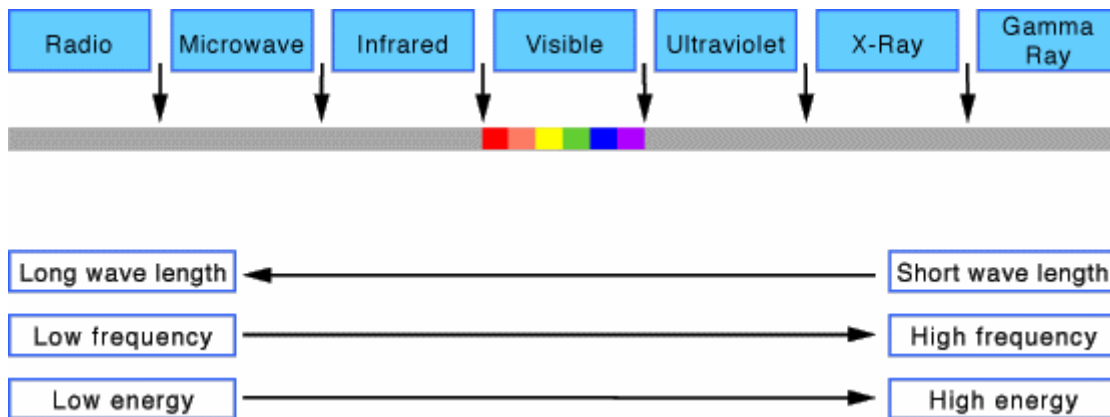 Radio
Microwave
Infrared
Visible
Ultraviolet
X-Ray
Gamma
Ray
Long wave length
Short wave length
Low frequency
High frequency
Low energy
High energy